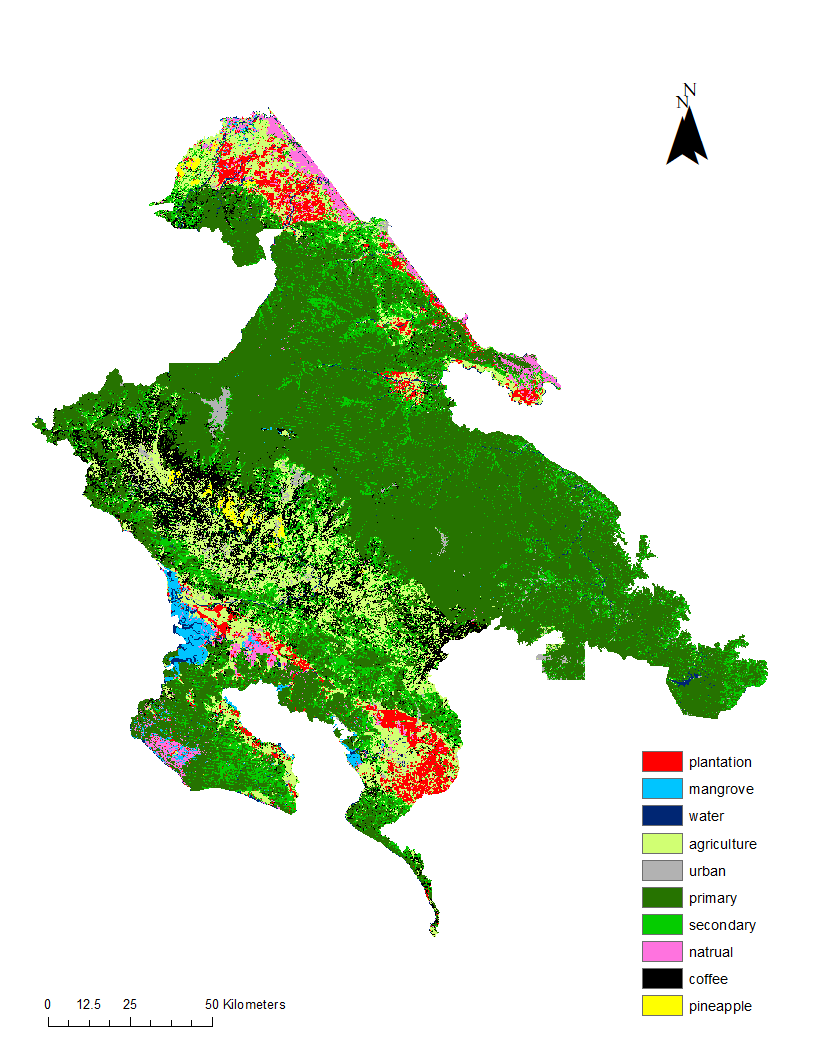 N
N
plantation
mangrove
water
agriculture
urban
primary
secondary
natrual
coffee
pineapple
0 12.5 25 50 Kilometers